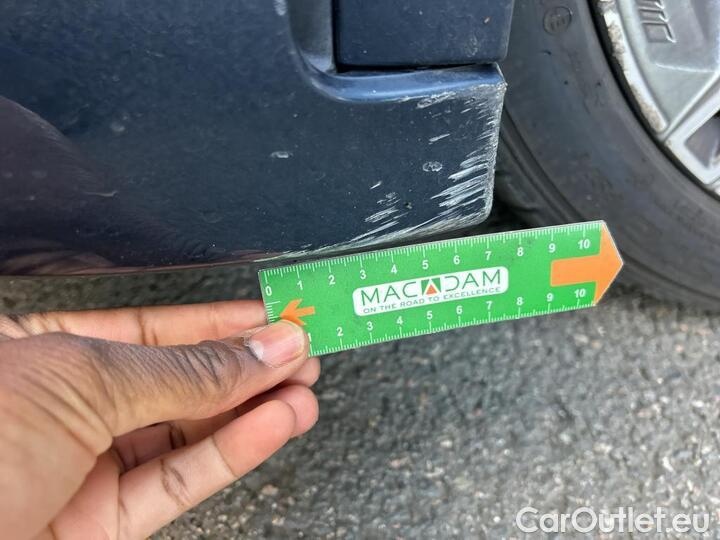 0 1 2 3 4 5 6 7 8 9 10
MACADAM
ON THE ROAD TO EXCELLENCE
1 2 3 4 5 6 7 8 9 10
CarOutlet.eu